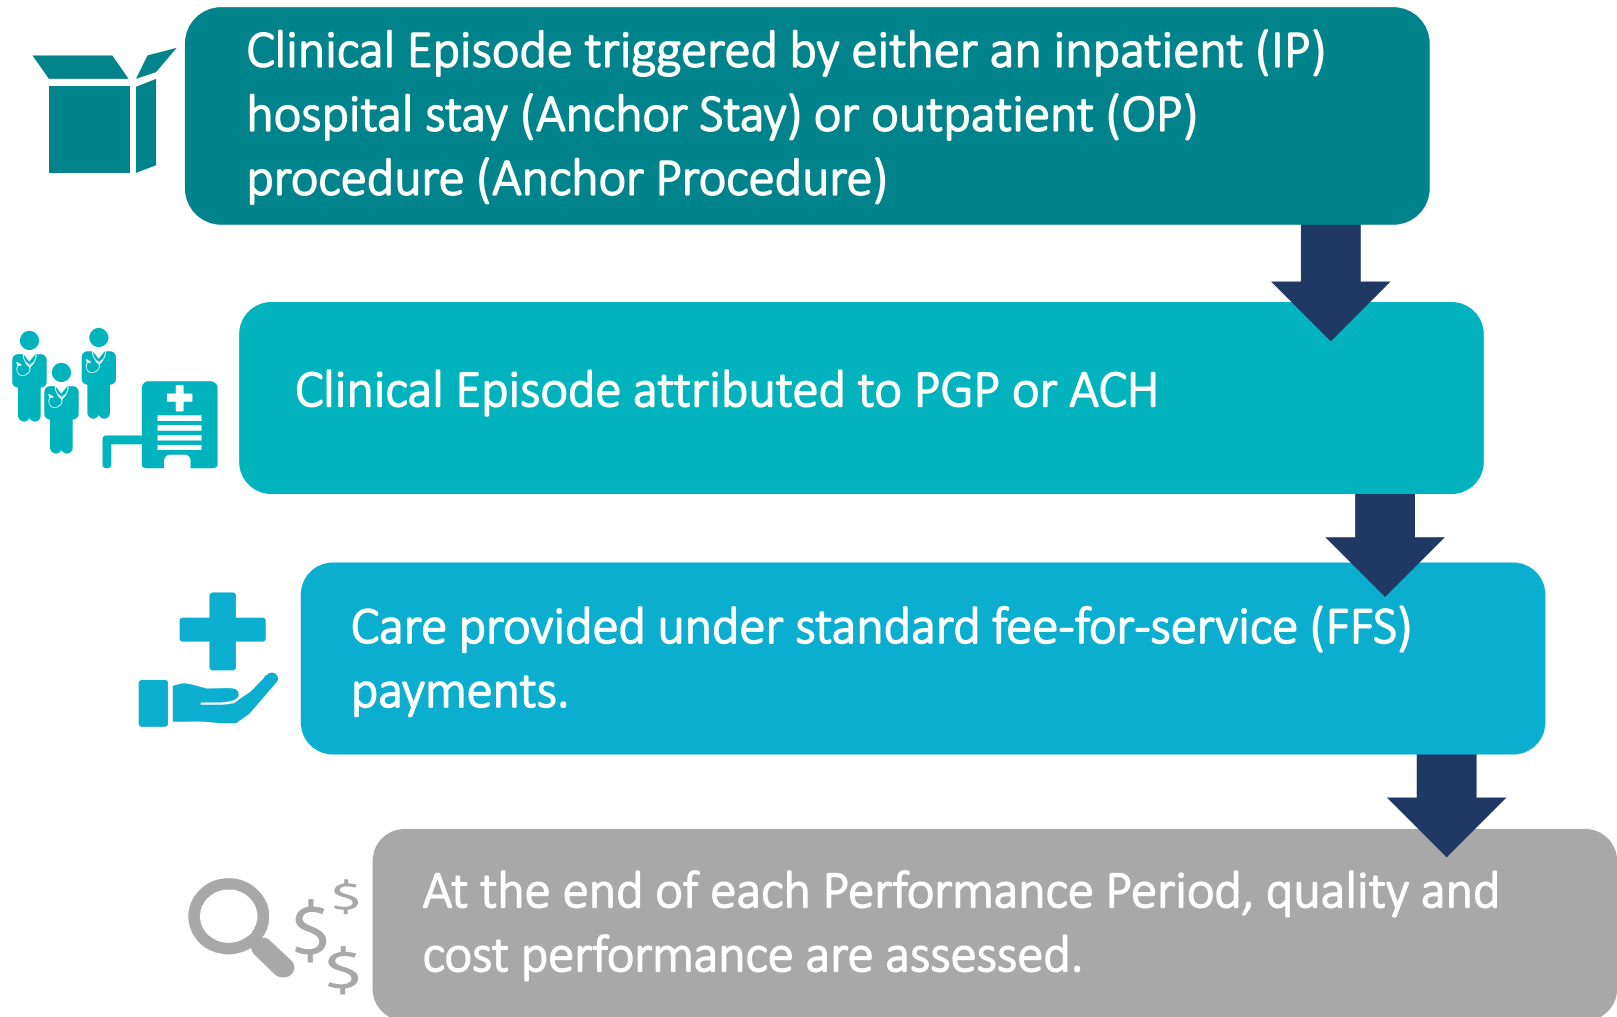 Clinical Episode triggered by either an inpatient (IP)
hospital stay (Anchor Stay) or outpatient (OP)
procedure (Anchor Procedure)
Clinical Episode attributed to PGP or ACH
Care provided under standard fee-for-service (FFS)
payments.
$
$
$
At the end of each Performance Period, quality and
cost performance are assessed.